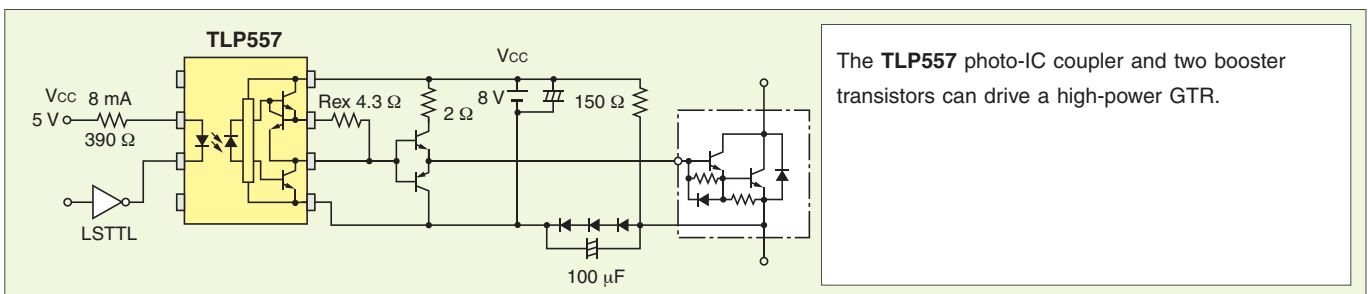 TLP557
Vcc
8 mA
5 V
390 Ω
LSTTL
Rex 4.3 Ω
2 Ω
Vcc
8 V
150 Ω
100 μF
The TLP557 photo-IC coupler and two booster
transistors can drive a high-power GTR.